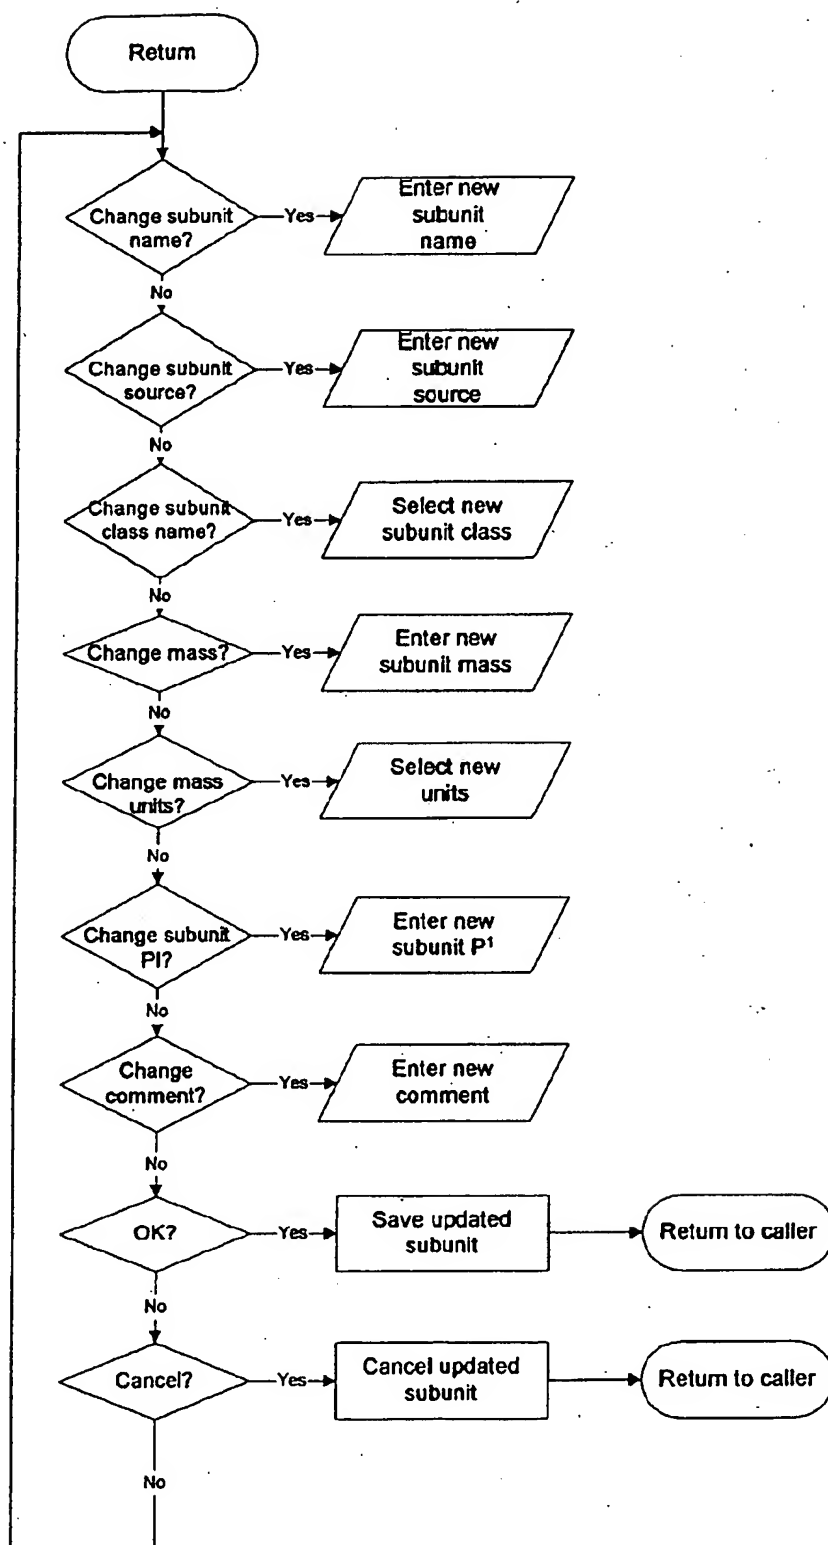 Return
Change subunit
name?
Yes
Enter new
subunit
name
No
Change subunit
source?
Yes
Enter new
subunit
source
No
Change subunit
class name?
Yes
Select new
subunit class
No
Change mass?
Yes
Enter new
subunit mass
No
Change mass
units?
Yes
Select new
units
No
Change subunit
PI?
Yes
Enter new
subunit P¹
No
Change
comment?
Yes
Enter new
comment
No
OK?
Yes
Save updated
subunit
Return to caller
No
Cancel?
Yes
Cancel updated
subunit
Return to caller
No